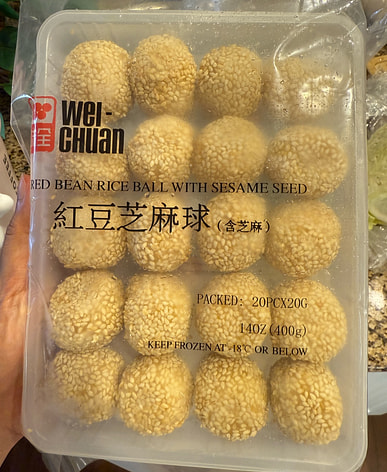 全
WEI-
CHUAN
RED BEAN RICE BALL WITH SESAME SEED
紅豆芝麻球(含芝麻)
PACKED: 20PCX20G
14OZ(400g)
KEEP FROZEN AT -18℃ OR BELOW